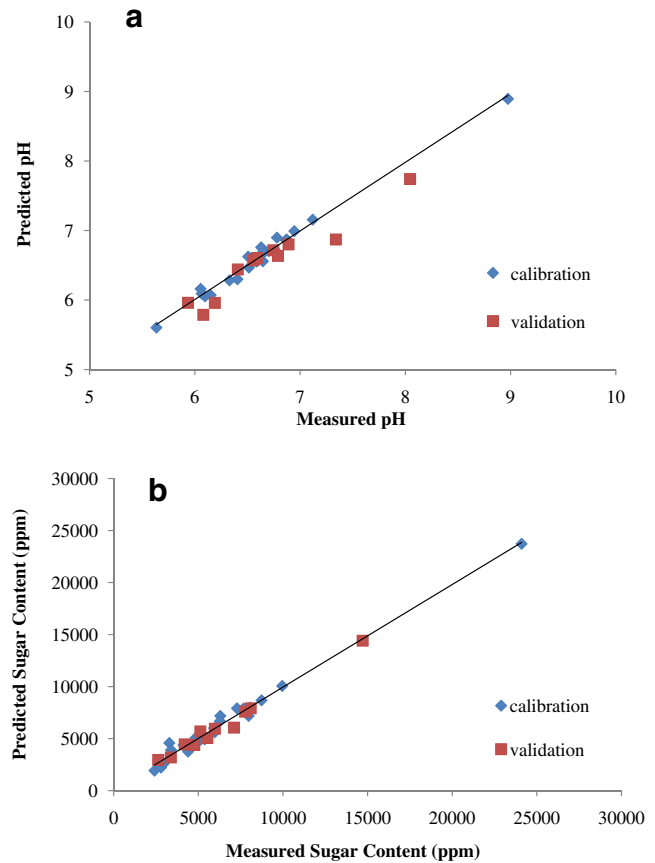 a
10
9
8
7
6
5
5 6 7 8 9 10
Predicted pH
Measured pH
calibration
validation
b
30000
25000
20000
15000
10000
5000
0
0 5000 10000 15000 20000 25000 30000
Predicted Sugar Content (ppm)
Measured Sugar Content (ppm)
calibration
validation